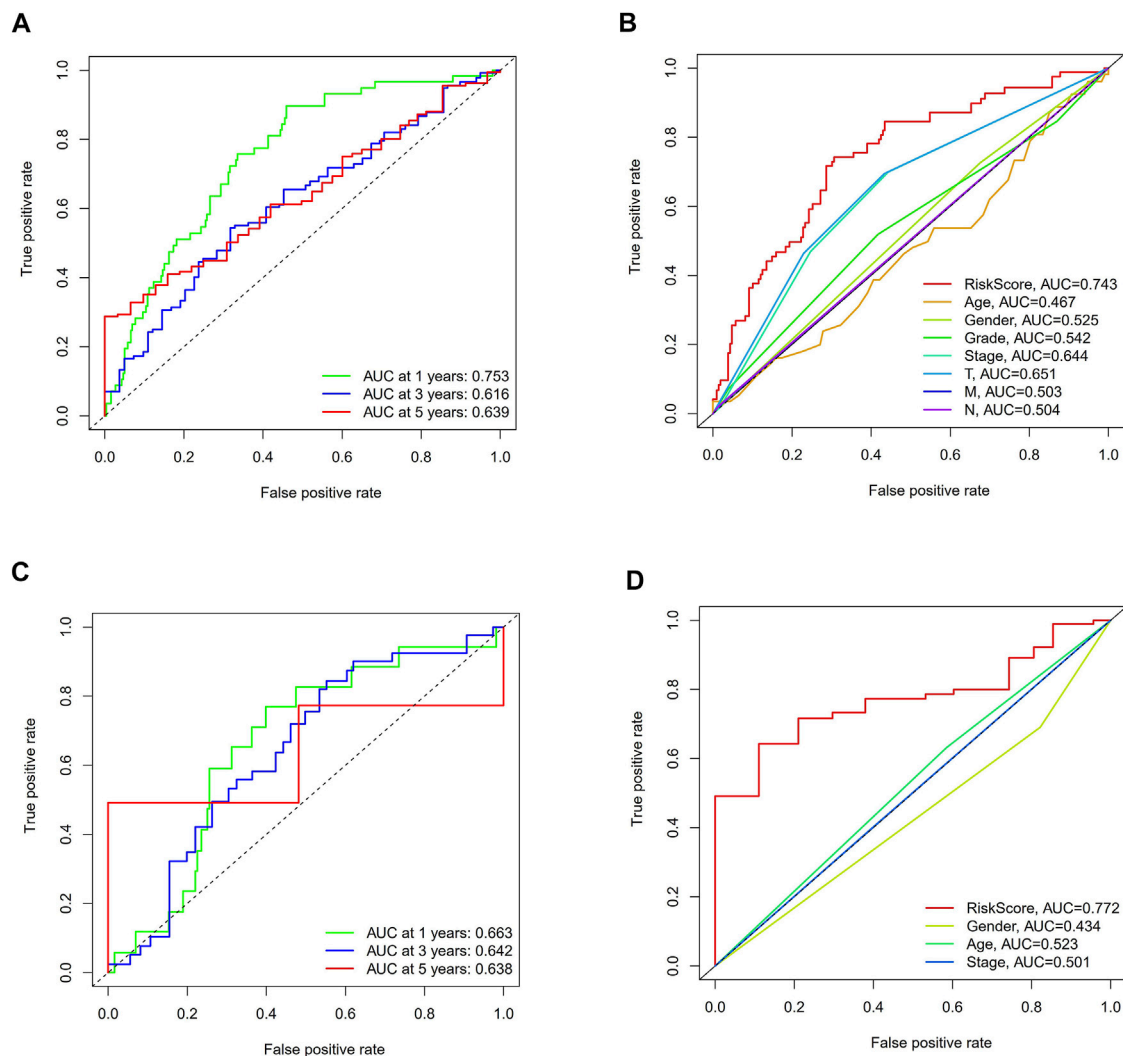 A
True positive rate
1.0
0.8
0.6
0.4
0.2
0.0
AUC at 1 years: 0.753
AUC at 3 years: 0.616
AUC at 5 years: 0.639
0.0 0.2 0.4 0.6 0.8 1.0
False positive rate
B
True positive rate
1.0
0.8
0.6
0.4
0.2
0.0
RiskScore, AUC=0.743
Age, AUC=0.467
Gender, AUC=0.525
Grade, AUC=0.542
Stage, AUC=0.644
T, AUC=0.651
M, AUC=0.503
N, AUC=0.504
0.0 0.2 0.4 0.6 0.8 1.0
False positive rate
C
True positive rate
1.0
0.8
0.6
0.4
0.2
0.0
AUC at 1 years: 0.663
AUC at 3 years: 0.642
AUC at 5 years: 0.638
0.0 0.2 0.4 0.6 0.8 1.0
False positive rate
D
True positive rate
1.0
0.8
0.6
0.4
0.2
0.0
RiskScore, AUC=0.772
Gender, AUC=0.434
Age, AUC=0.523
Stage, AUC=0.501
0.0 0.2 0.4 0.6 0.8 1.0
False positive rate